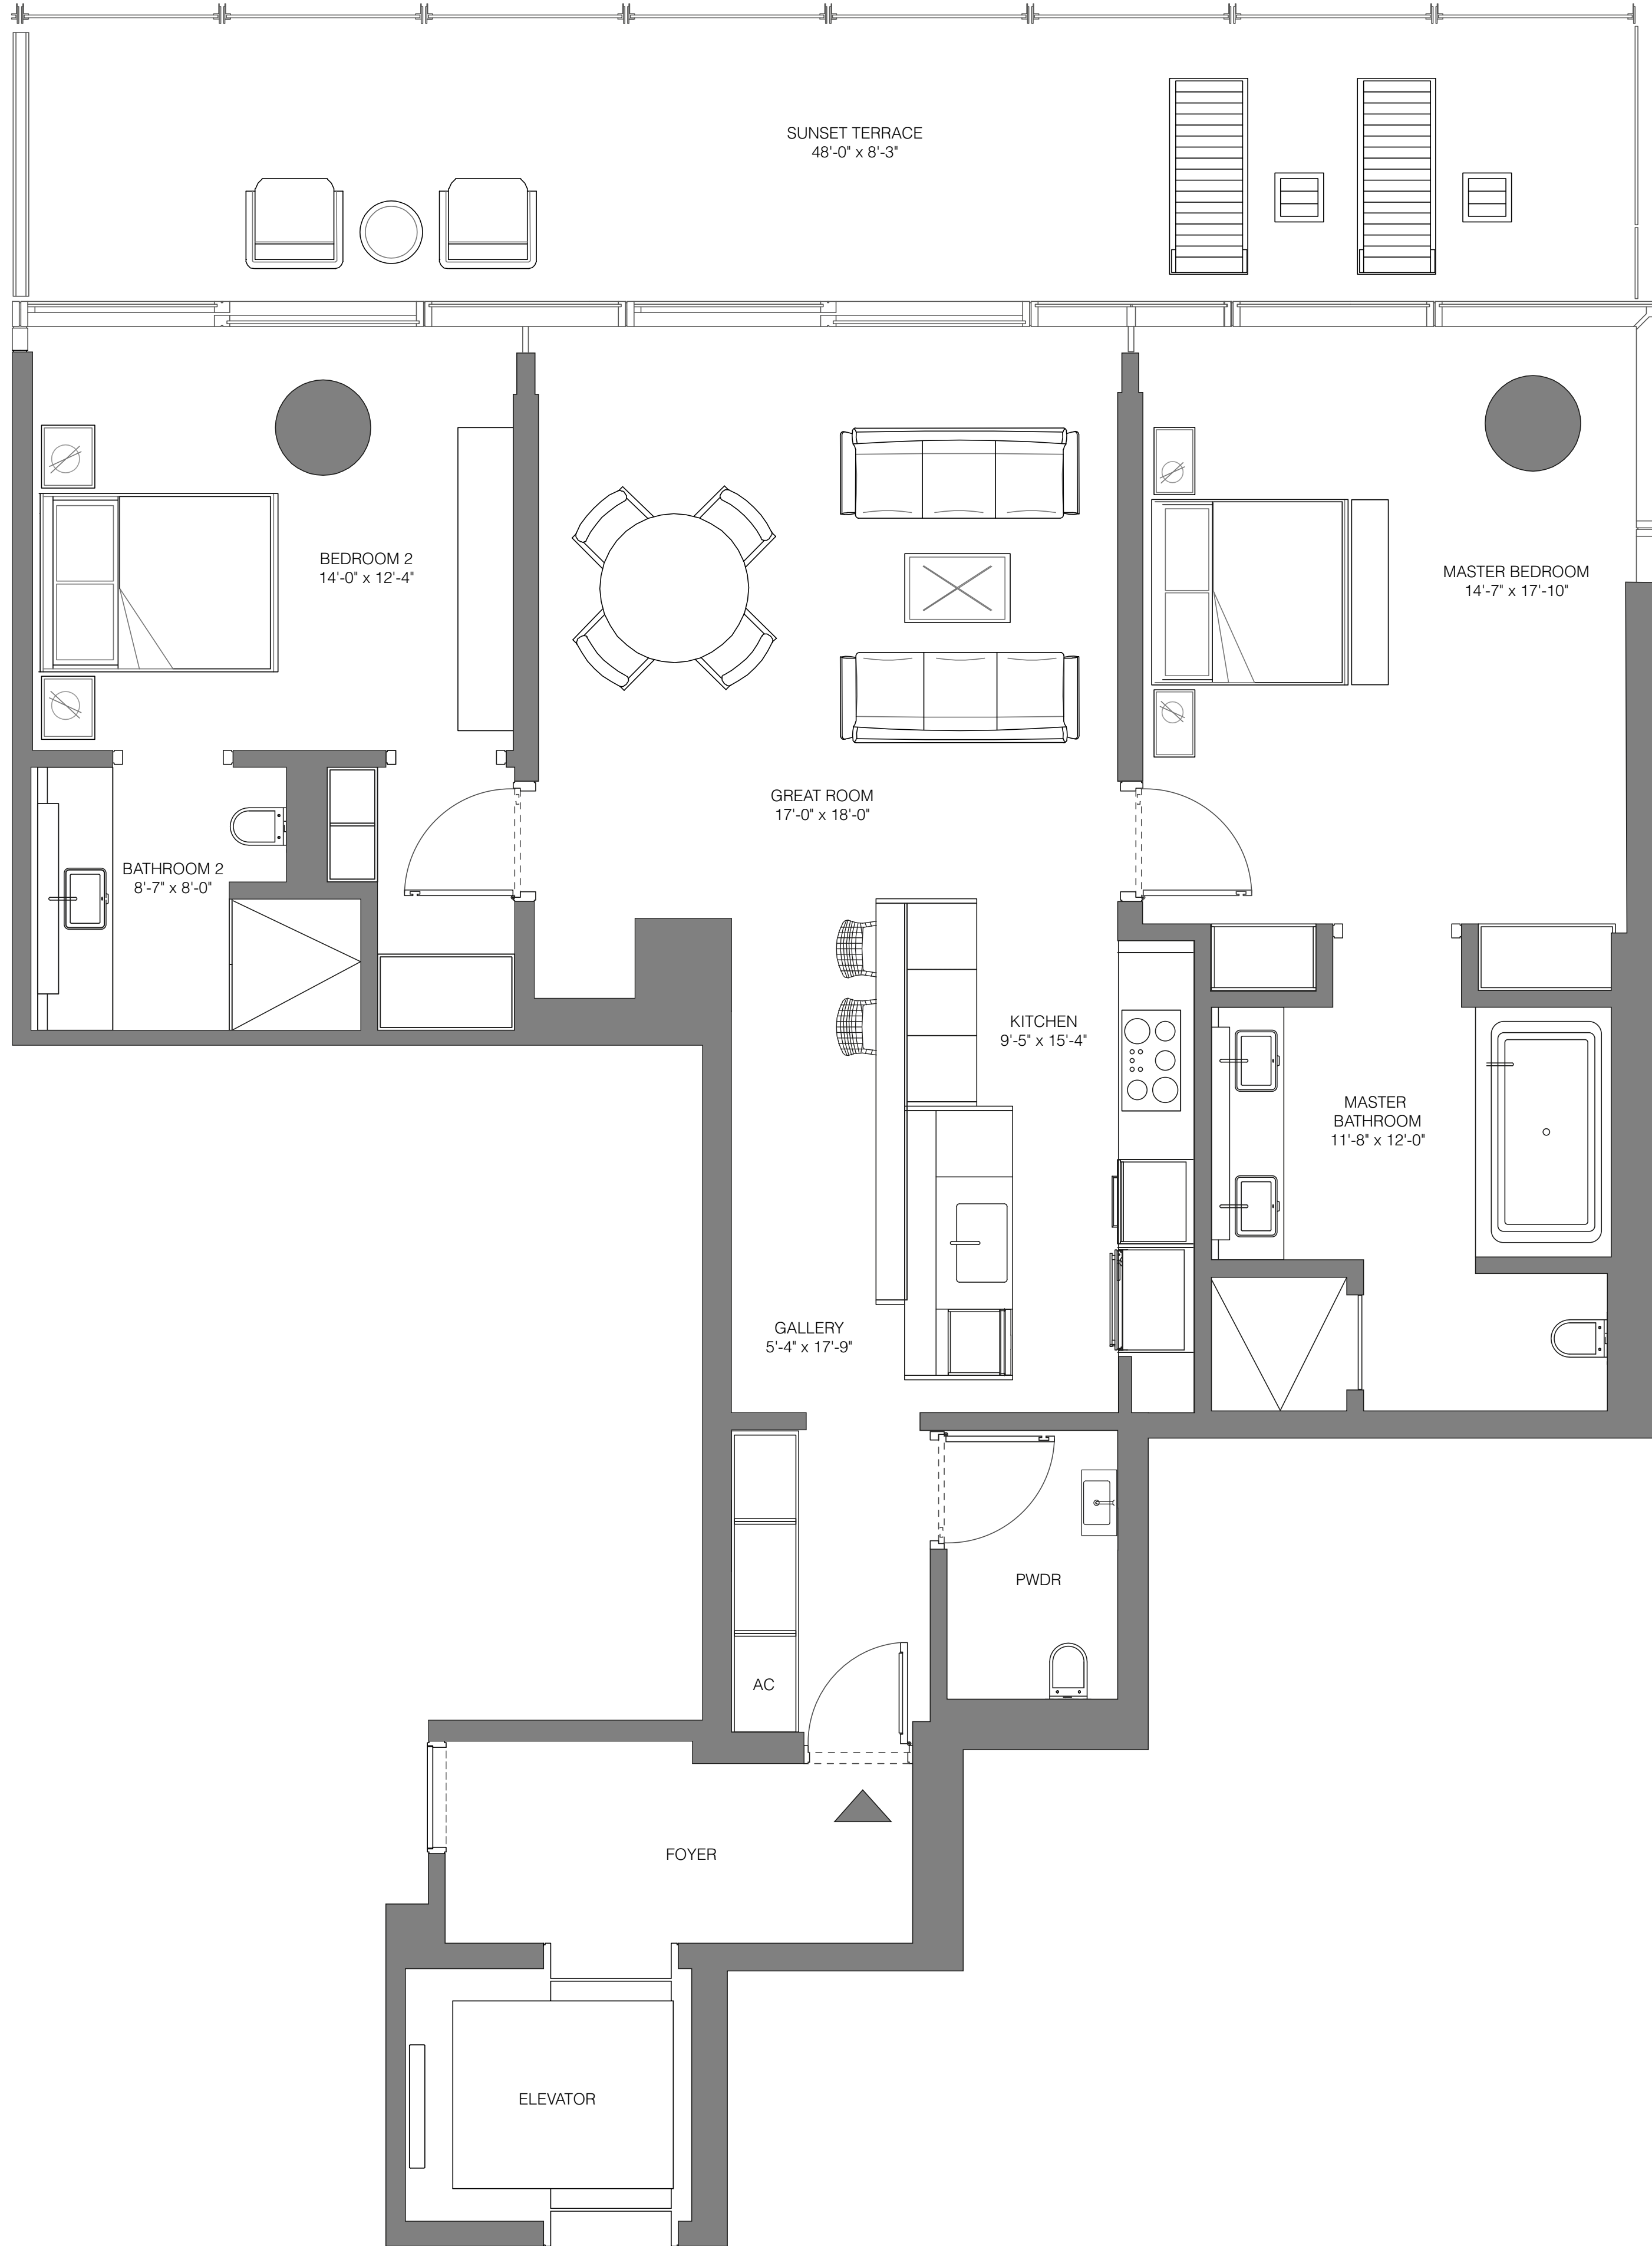 SUNSET TERRACE
48'-0" x 8'-3"
BEDROOM 2
14'-0" x 12'-4"
MASTER BEDROOM
14'-7" x 17'-10"
GREAT ROOM
17'-0" x 18'-0"
BATHROOM 2
8'-7" x 8'-0"
KITCHEN
9'-5" x 15'-4"
MASTER
BATHROOM
11'-8" x 12'-0"
GALLERY
5'-4" x 17'-9"
PWDR
AC
FOYER
ELEVATOR